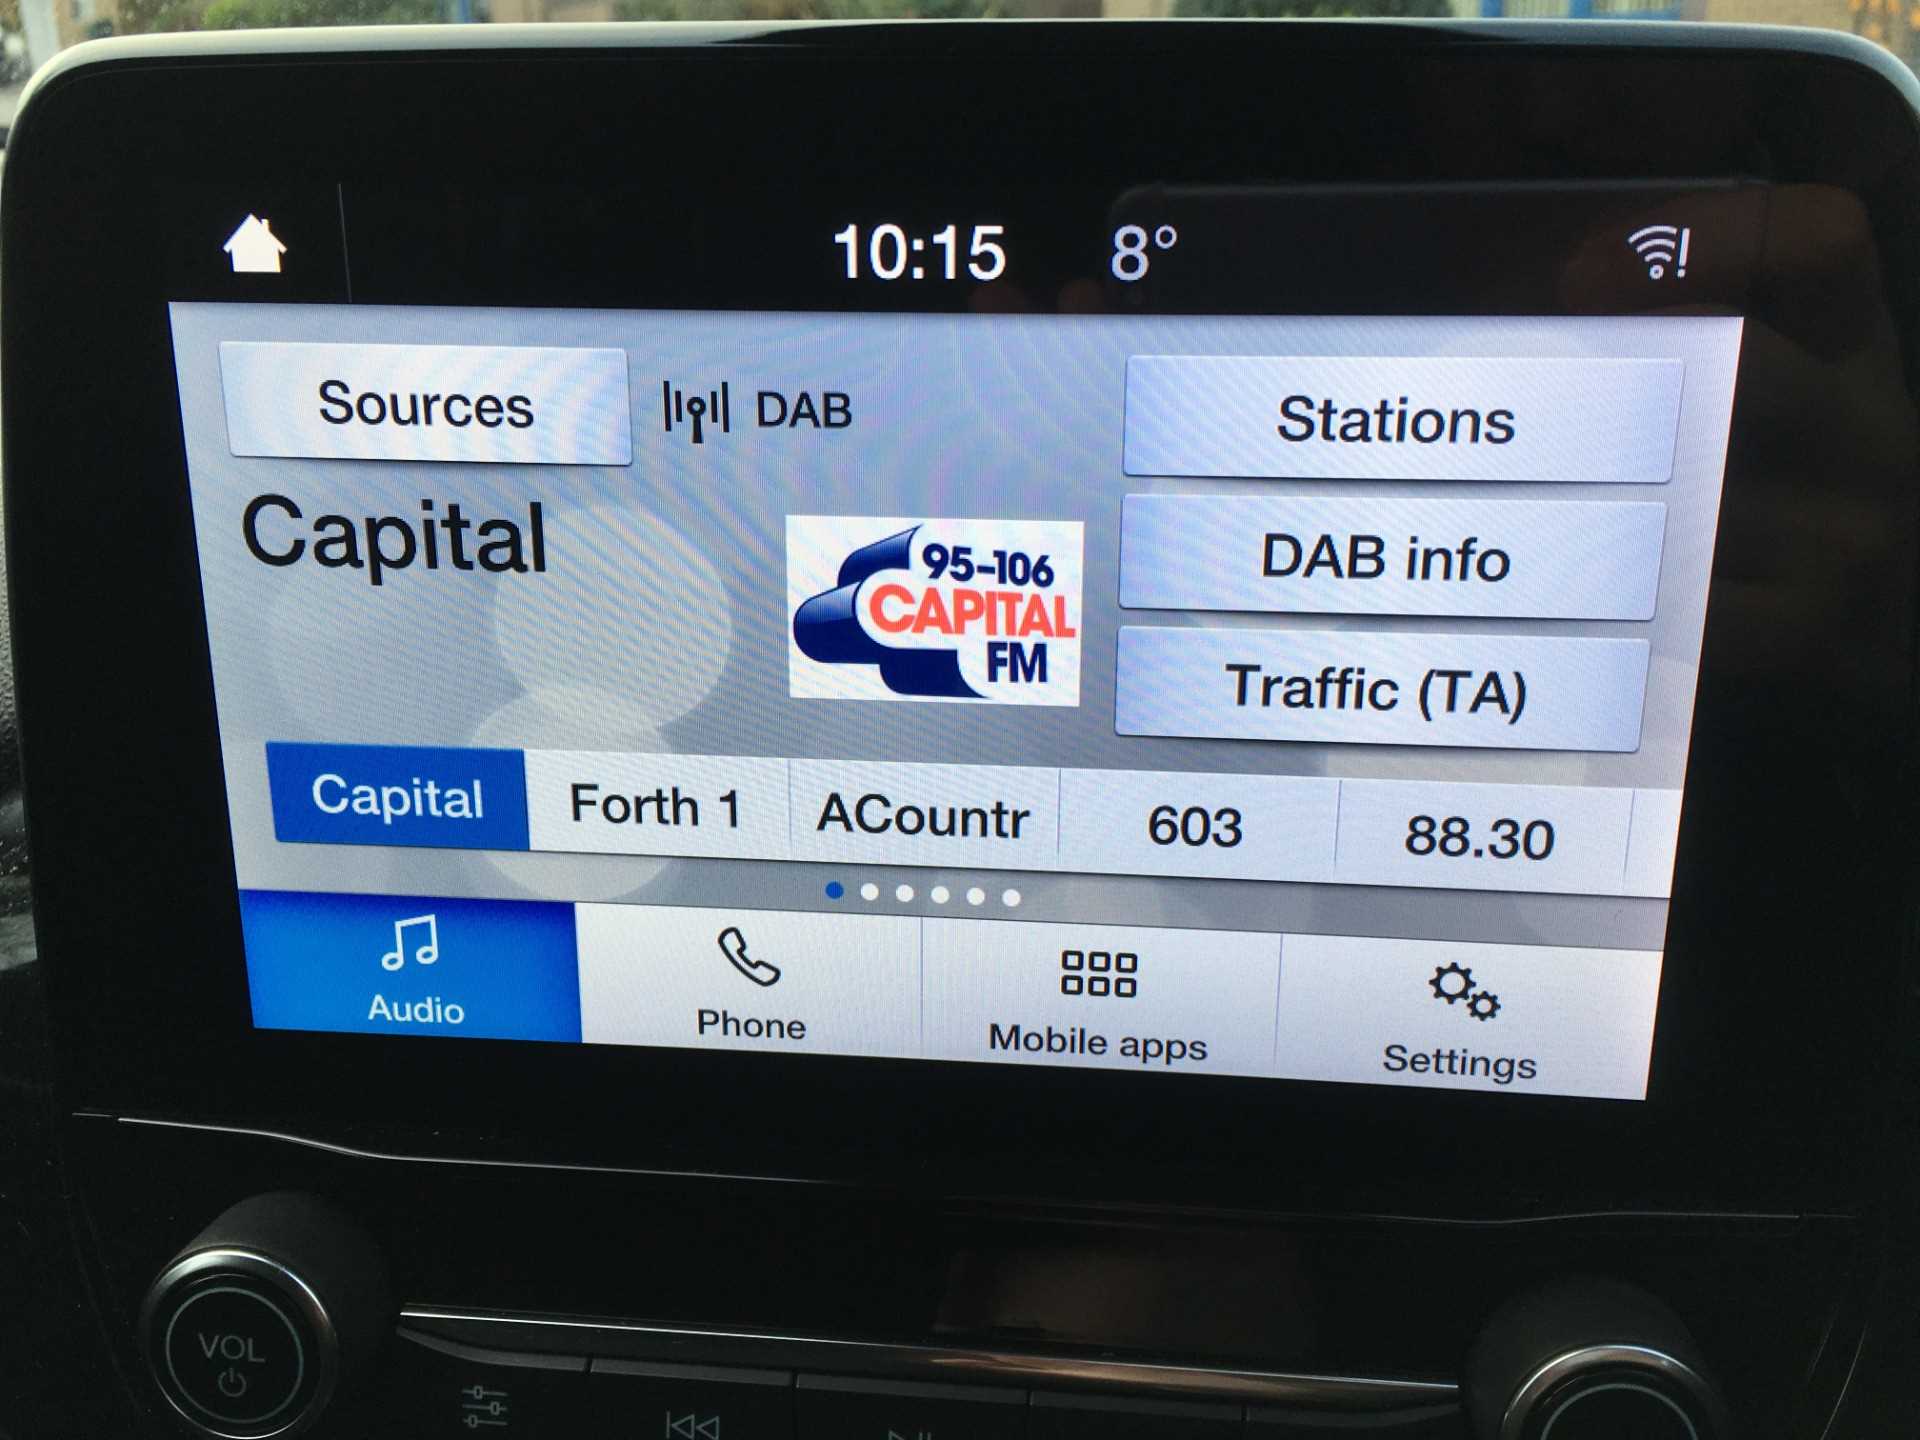 10:15 8°
Sources DAB Stations
Capital
95-106
CAPITAL
FM
DAB info
Traffic (TA)
Capital Forth 1 ACountr 603 88.30
Audio Phone Mobile apps Settings
VOL